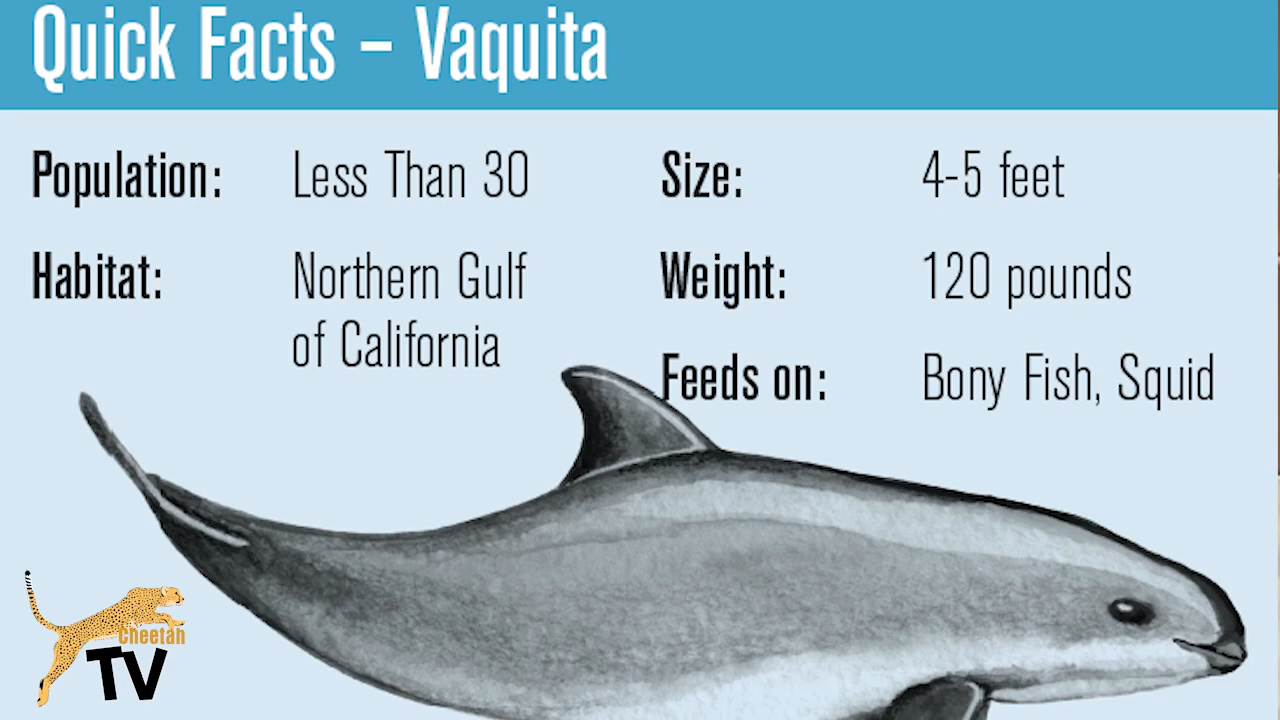 Quick Facts – Vaquita
Population: Less Than 30
Habitat: Northern Gulf
of California
Size: 4-5 feet
Weight: 120 pounds
Feeds on: Bony Fish, Squid
Cheetah
TV